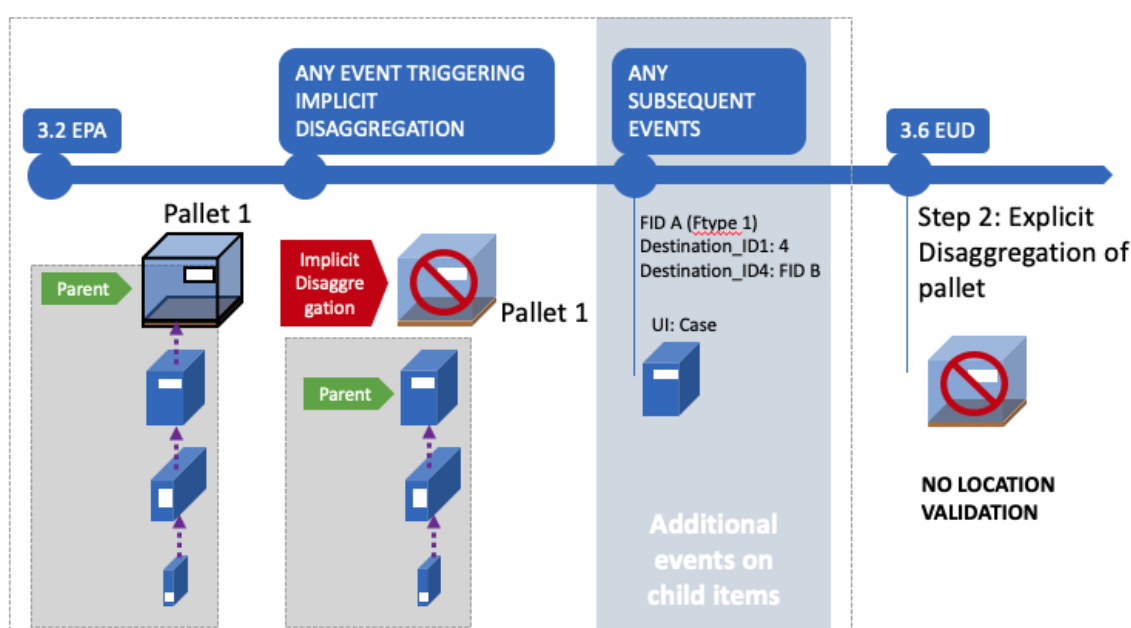 3.2 EPA
ANY EVENT TRIGGERING
IMPLICIT
DISAGGREGATION
ANY
SUBSEQUENT
EVENTS
3.6 EUD
Pallet 1
Parent
Implicit
Disaggre
gation
Pallet 1
Parent
FID A (Ftype 1)
Destination_ID1: 4
Destination_ID4: FID B
UI: Case
Additional
events on
child items
Step 2: Explicit
Disaggregation of
pallet
NO LOCATION
VALIDATION